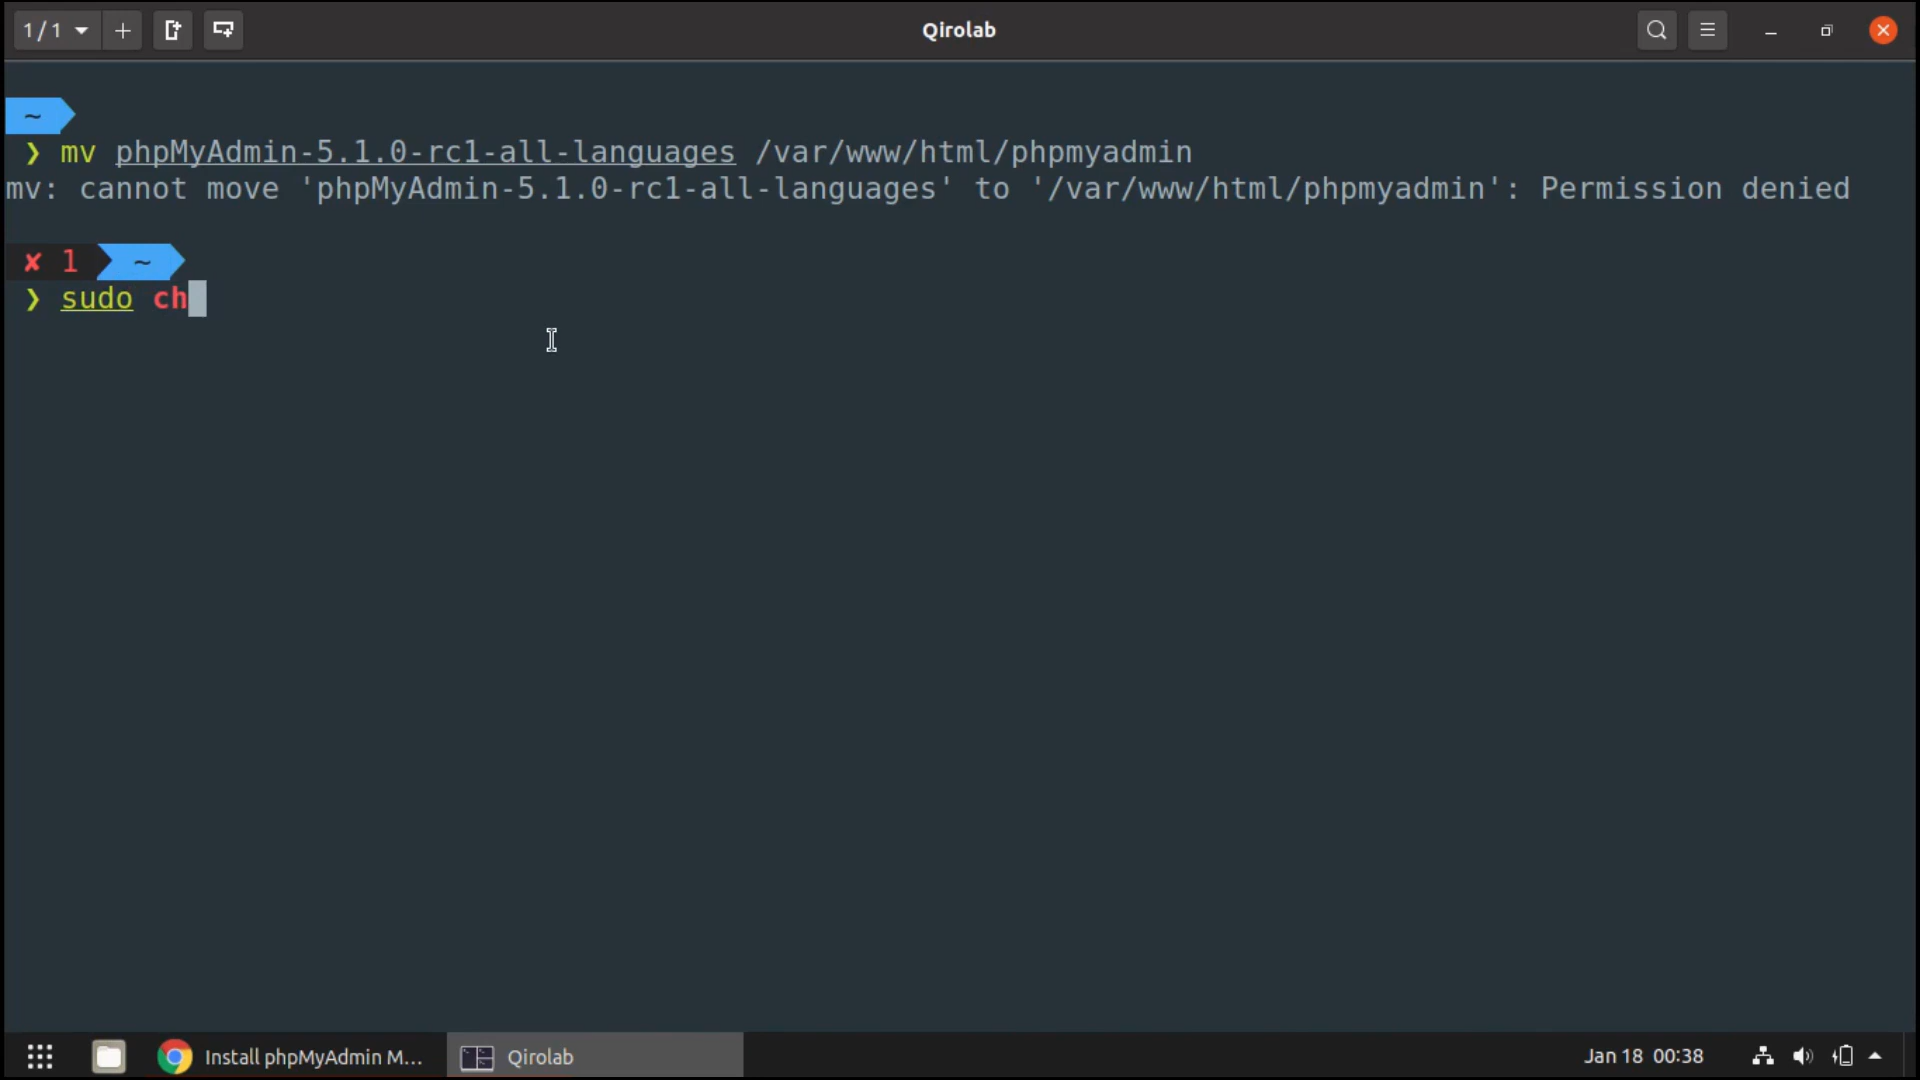 1 / 1
Qirolab
~
❯ mv phpMyAdmin-5.1.0-rc1-all-languages /var/www/html/phpmyadmin
mv: cannot move 'phpMyAdmin-5.1.0-rc1-all-languages' to '/var/www/html/phpmyadmin': Permission denied
✘ 1 ~
❯ sudo ch
Install phpMyAdmin M...
Qirolab
Jan 18 00:38